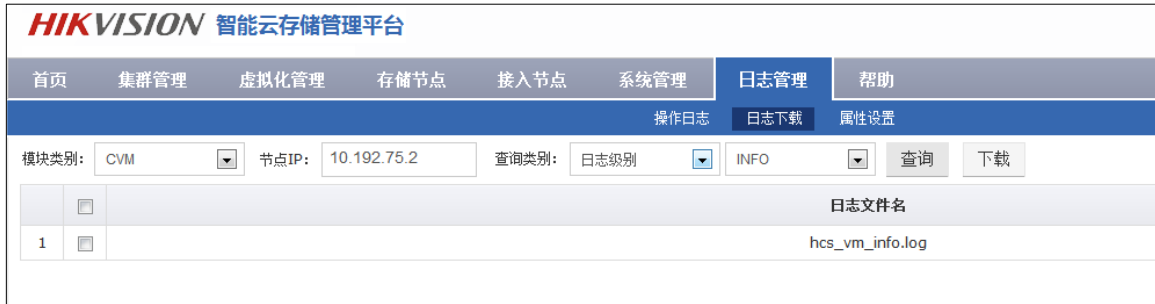 HIKVISION 智能云存储管理平台
首页 集群管理 虚拟化管理 存储节点 接入节点 系统管理 日志管理 帮助
操作日志 日志下载 属性设置
模块类别： CVM 节点IP： 10.192.75.2 查询类别： 日志级别 INFO 查询 下载
日志文件名
1 hcs_vm_info.log